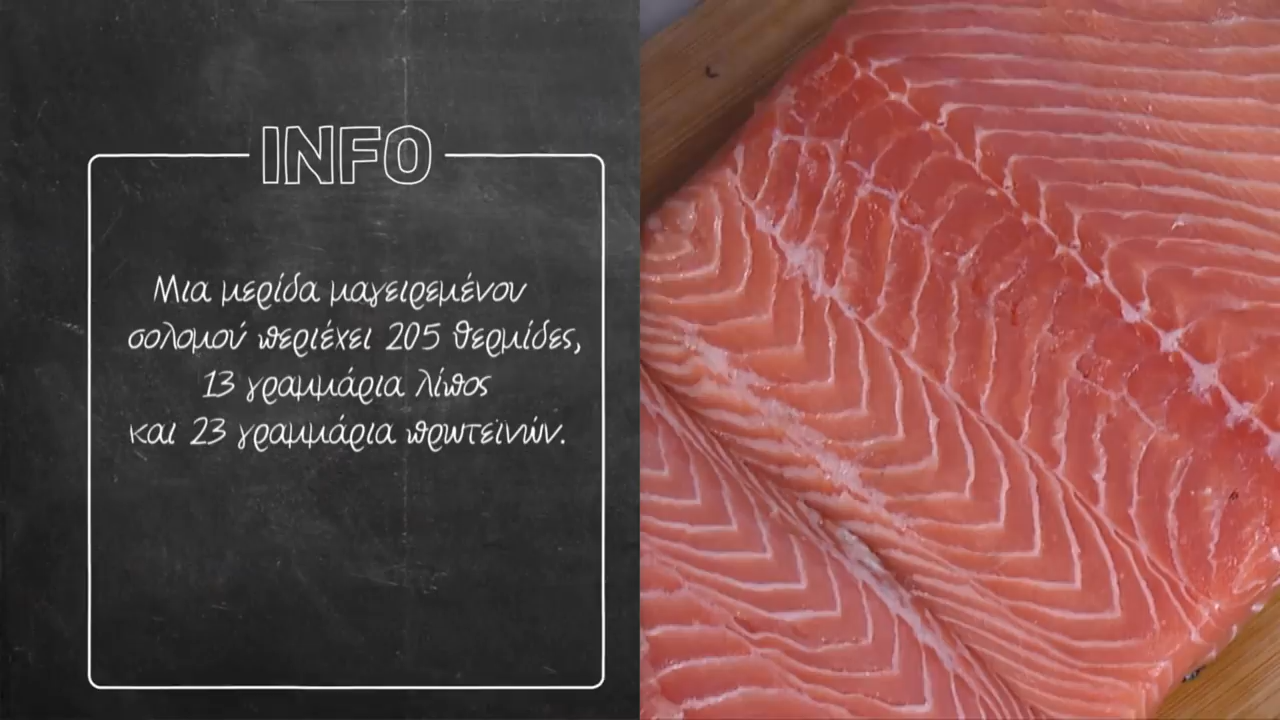 INFO
Μια μερίδα μαγειρεμένου
σολομού περιέχει 205 θερμίδες,
13 γραμμάρια λίπος
και 23 γραμμάρια πρωτεϊνών.